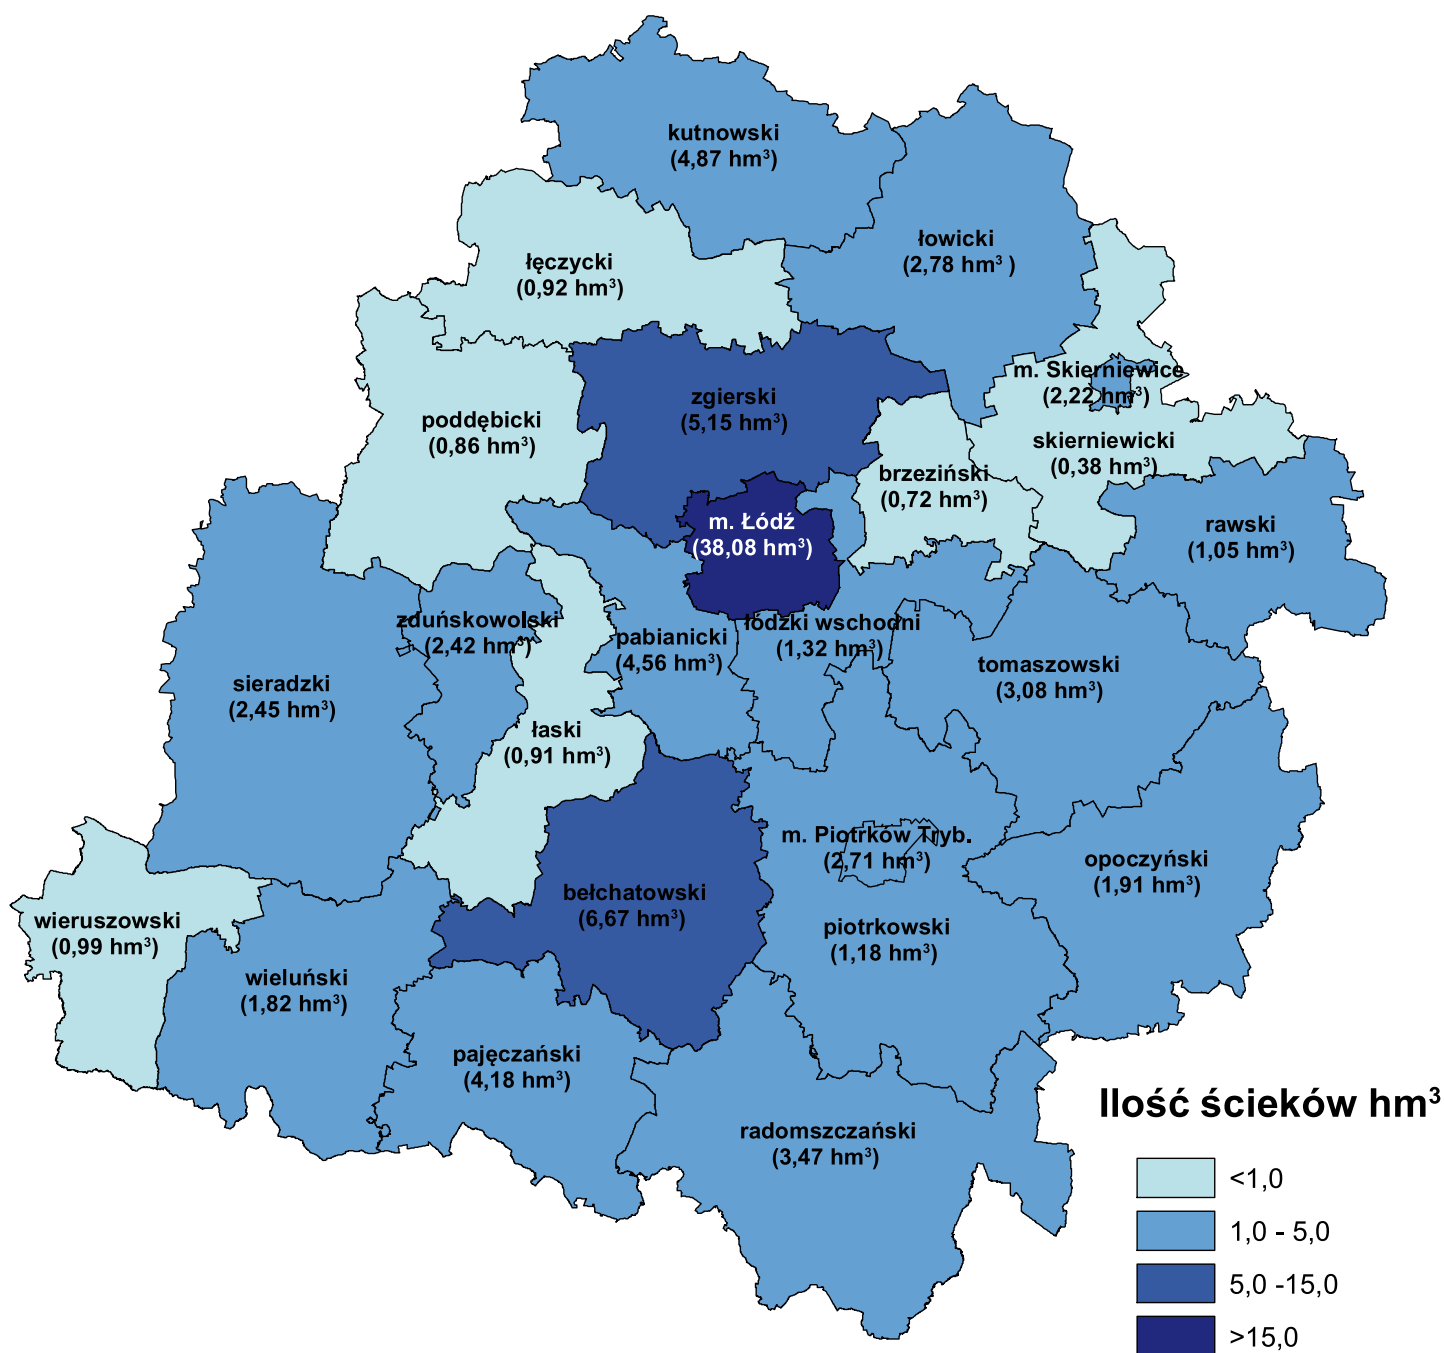 kutnowski
(4,87 hm³)
łowicki
(2,78 hm³ )
łęczycki
(0,92 hm³)
m. Skierniewice
(2,22 hm³)
zgierski
(5,15 hm³)
poddębicki
(0,86 hm³)
skierniewicki
(0,38 hm³)
brzeziński
(0,72 hm³)
m. Łódź
(38,08 hm³)
rawski
(1,05 hm³)
zduńskowolski
(2,42 hm³)
pabianicki
(4,56 hm³)
łódzki wschodni
(1,32 hm³)
tomaszowski
(3,08 hm³)
sieradzki
(2,45 hm³)
łaski
(0,91 hm³)
m. Piotrków Tryb.
(2,71 hm³)
opoczyński
(1,91 hm³)
bełchatowski
(6,67 hm³)
wieruszowski
(0,99 hm³)
piotrkowski
(1,18 hm³)
wieluński
(1,82 hm³)
pajęczański
(4,18 hm³)
radomszczański
(3,47 hm³)
Ilość ścieków hm³
<1,0
1,0 - 5,0
5,0 -15,0
>15,0